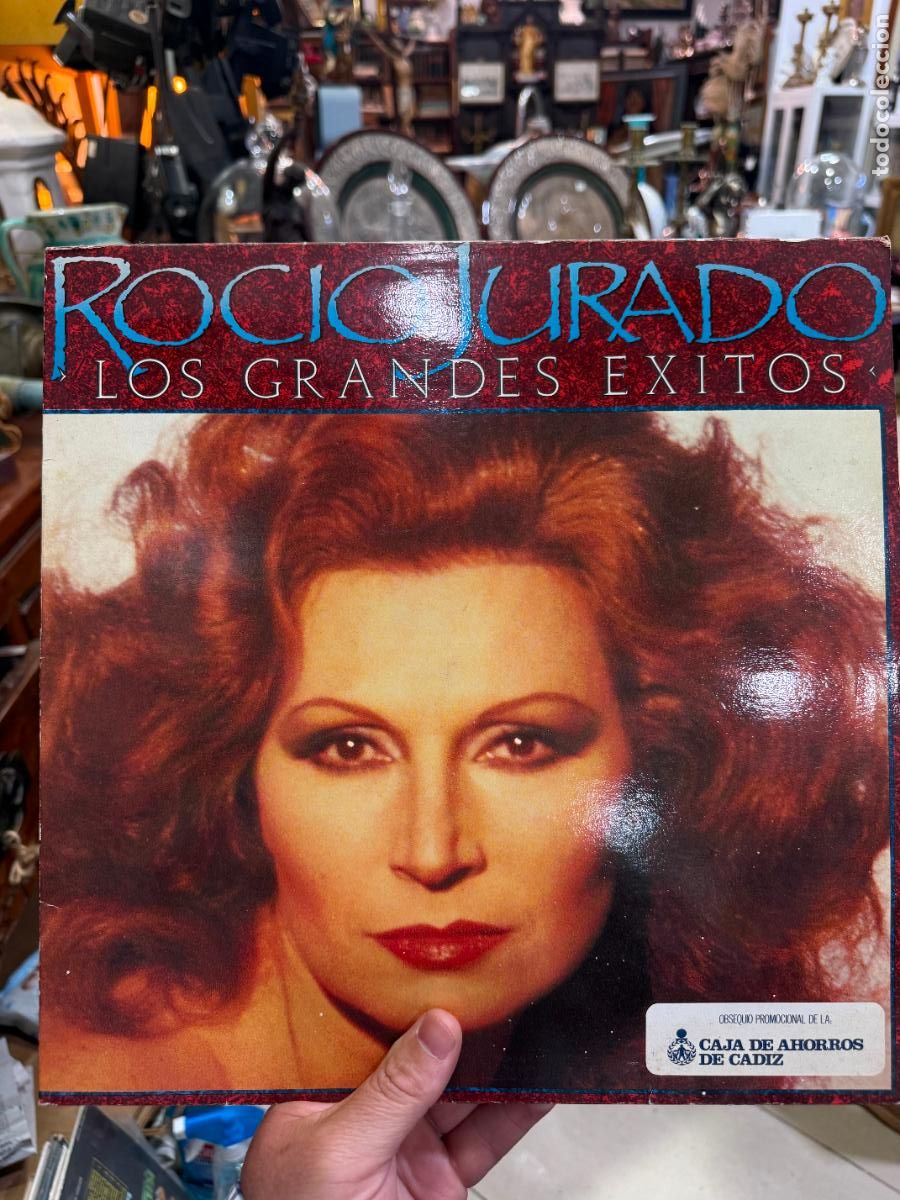 todocoleccion
ROCIO JURADO
› LOS GRANDES EXITOS ‹
OBSEQUIO PROMOCIONAL DE LA:
CAJA DE AHORROS
DE CADIZ